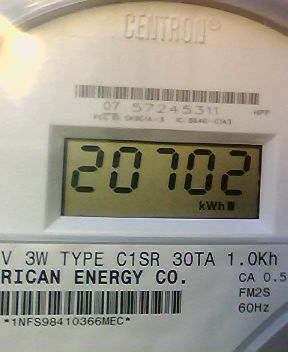 CENTRON®
07 57245311
HPP
20702
kWh
V 3W TYPE C1SR 30TA 1.0Kh
RICAN ENERGY CO.
CA 0.5
FM2S
60Hz
*1NFS98410366MEC*